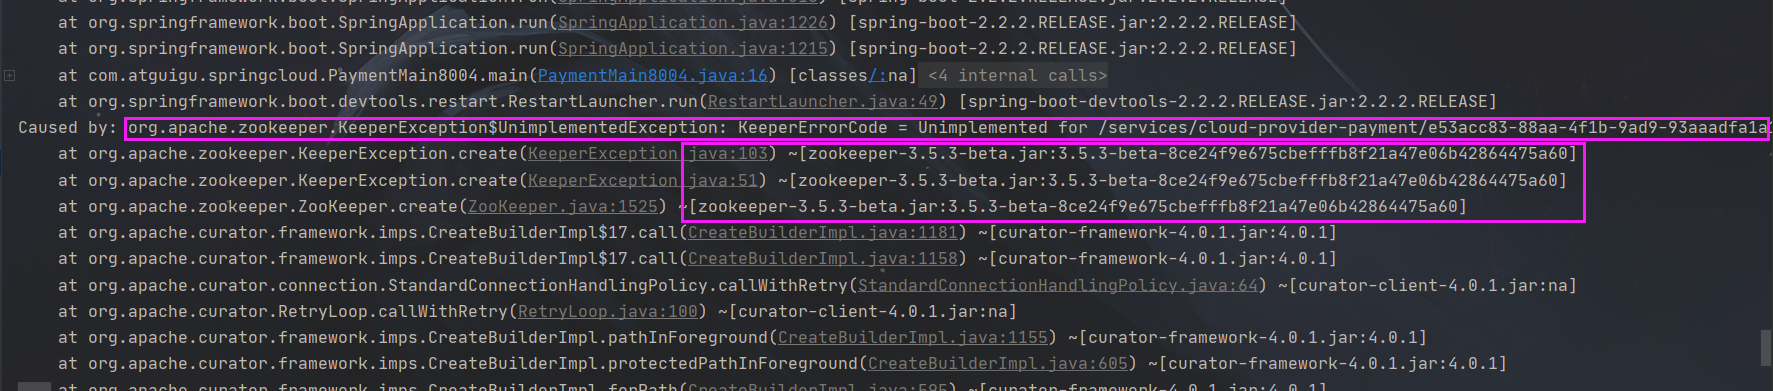 at org.springframework.boot.SpringApplication.run(SpringApplication.java:1226) [spring-boot-2.2.2.RELEASE.jar:2.2.2.RELEASE]
at org.springframework.boot.SpringApplication.run(SpringApplication.java:1215) [spring-boot-2.2.2.RELEASE.jar:2.2.2.RELEASE]
at com.atguigu.springcloud.PaymentMain8004.main(PaymentMain8004.java:16) [classes/:na] <4 internal calls>
at org.springframework.boot.devtools.restart.RestartLauncher.run(RestartLauncher.java:49) [spring-boot-devtools-2.2.2.RELEASE.jar:2.2.2.RELEASE]
Caused by: org.apache.zookeeper.KeeperException$UnimplementedException: KeeperErrorCode = Unimplemented for /services/cloud-provider-payment/e53acc83-88aa-4f1b-9ad9-93aaadfa1a
at org.apache.zookeeper.KeeperException.create(KeeperException.java:103) ~[zookeeper-3.5.3-beta.jar:3.5.3-beta-8ce24f9e675cbefffb8f21a47e06b42864475a60]
at org.apache.zookeeper.KeeperException.create(KeeperException.java:51) ~[zookeeper-3.5.3-beta.jar:3.5.3-beta-8ce24f9e675cbefffb8f21a47e06b42864475a60]
at org.apache.zookeeper.ZooKeeper.create(ZooKeeper.java:1525) ~[zookeeper-3.5.3-beta.jar:3.5.3-beta-8ce24f9e675cbefffb8f21a47e06b42864475a60]
at org.apache.curator.framework.imps.CreateBuilderImpl$17.call(CreateBuilderImpl.java:1181) ~[curator-framework-4.0.1.jar:4.0.1]
at org.apache.curator.framework.imps.CreateBuilderImpl$17.call(CreateBuilderImpl.java:1158) ~[curator-framework-4.0.1.jar:4.0.1]
at org.apache.curator.connection.StandardConnectionHandlingPolicy.callWithRetry(StandardConnectionHandlingPolicy.java:64) ~[curator-client-4.0.1.jar:na]
at org.apache.curator.RetryLoop.callWithRetry(RetryLoop.java:100) ~[curator-client-4.0.1.jar:na]
at org.apache.curator.framework.imps.CreateBuilderImpl.pathInForeground(CreateBuilderImpl.java:1155) ~[curator-framework-4.0.1.jar:4.0.1]
at org.apache.curator.framework.imps.CreateBuilderImpl.protectedPathInForeground(CreateBuilderImpl.java:605) ~[curator-framework-4.0.1.jar:4.0.1]